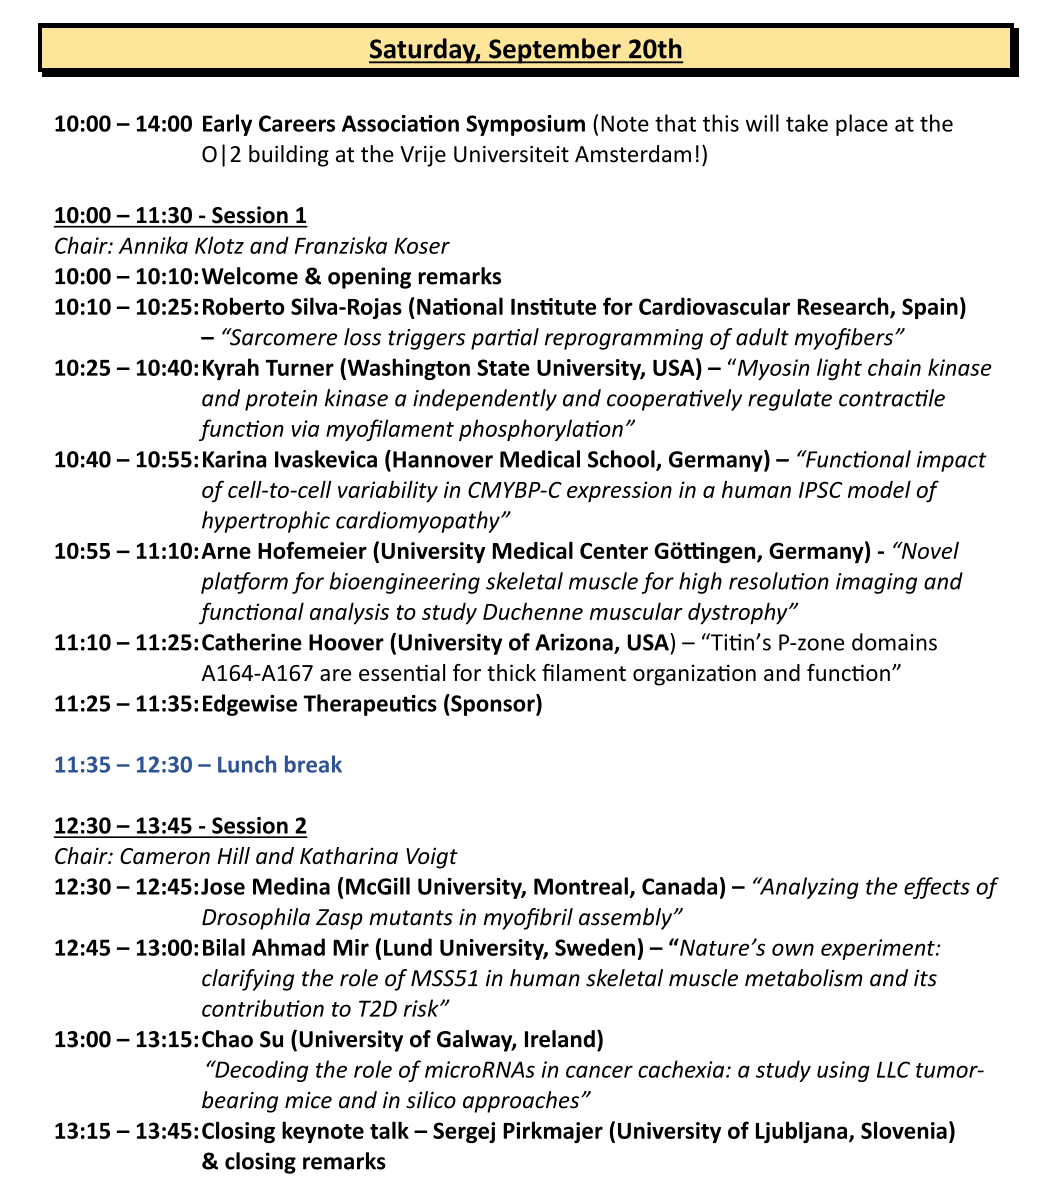 Saturday, September 20th
10:00 – 14:00 Early Careers Association Symposium (Note that this will take place at the
O|2 building at the Vrije Universiteit Amsterdam!)
10:00 – 11:30 - Session 1
Chair: Annika Klotz and Franziska Koser
10:00 – 10:10: Welcome & opening remarks
10:10 – 10:25: Roberto Silva-Rojas (National Institute for Cardiovascular Research, Spain)
– “Sarcomere loss triggers partial reprogramming of adult myofibers”
10:25 – 10:40: Kyrah Turner (Washington State University, USA) – “Myosin light chain kinase
and protein kinase a independently and cooperatively regulate contractile
function via myofilament phosphorylation”
10:40 – 10:55: Karina Ivaskevica (Hannover Medical School, Germany) – “Functional impact
of cell-to-cell variability in CMYBP-C expression in a human IPSC model of
hypertrophic cardiomyopathy”
10:55 – 11:10: Arne Hofemeier (University Medical Center Göttingen, Germany) - “Novel
platform for bioengineering skeletal muscle for high resolution imaging and
functional analysis to study Duchenne muscular dystrophy”
11:10 – 11:25: Catherine Hoover (University of Arizona, USA) – “Titin’s P-zone domains
A164-A167 are essential for thick filament organization and function”
11:25 – 11:35: Edgewise Therapeutics (Sponsor)
11:35 – 12:30 – Lunch break
12:30 – 13:45 - Session 2
Chair: Cameron Hill and Katharina Voigt
12:30 – 12:45: Jose Medina (McGill University, Montreal, Canada) – “Analyzing the effects of
Drosophila Zasp mutants in myofibril assembly”
12:45 – 13:00: Bilal Ahmad Mir (Lund University, Sweden) – “Nature’s own experiment:
clarifying the role of MSS51 in human skeletal muscle metabolism and its
contribution to T2D risk”
13:00 – 13:15: Chao Su (University of Galway, Ireland)
“Decoding the role of microRNAs in cancer cachexia: a study using LLC tumor-
bearing mice and in silico approaches”
13:15 – 13:45: Closing keynote talk – Sergej Pirkmajer (University of Ljubljana, Slovenia)
& closing remarks